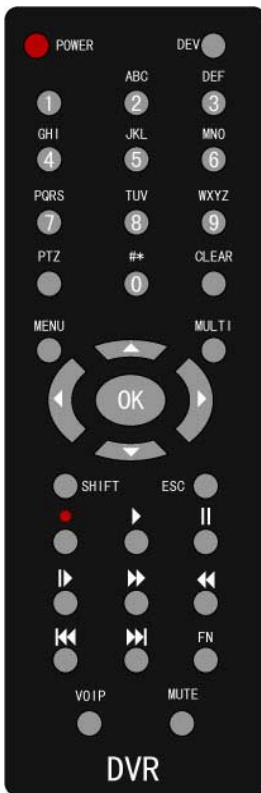 POWER DEV
ABC DEF
1 2 3
GHI JKL MNO
4 5 6
PQRS TUV WXYZ
7 8 9
PTZ #* CLEAR
0
MENU MULTI
OK
SHIFT ESC
FN
VOIP MUTE
DVR